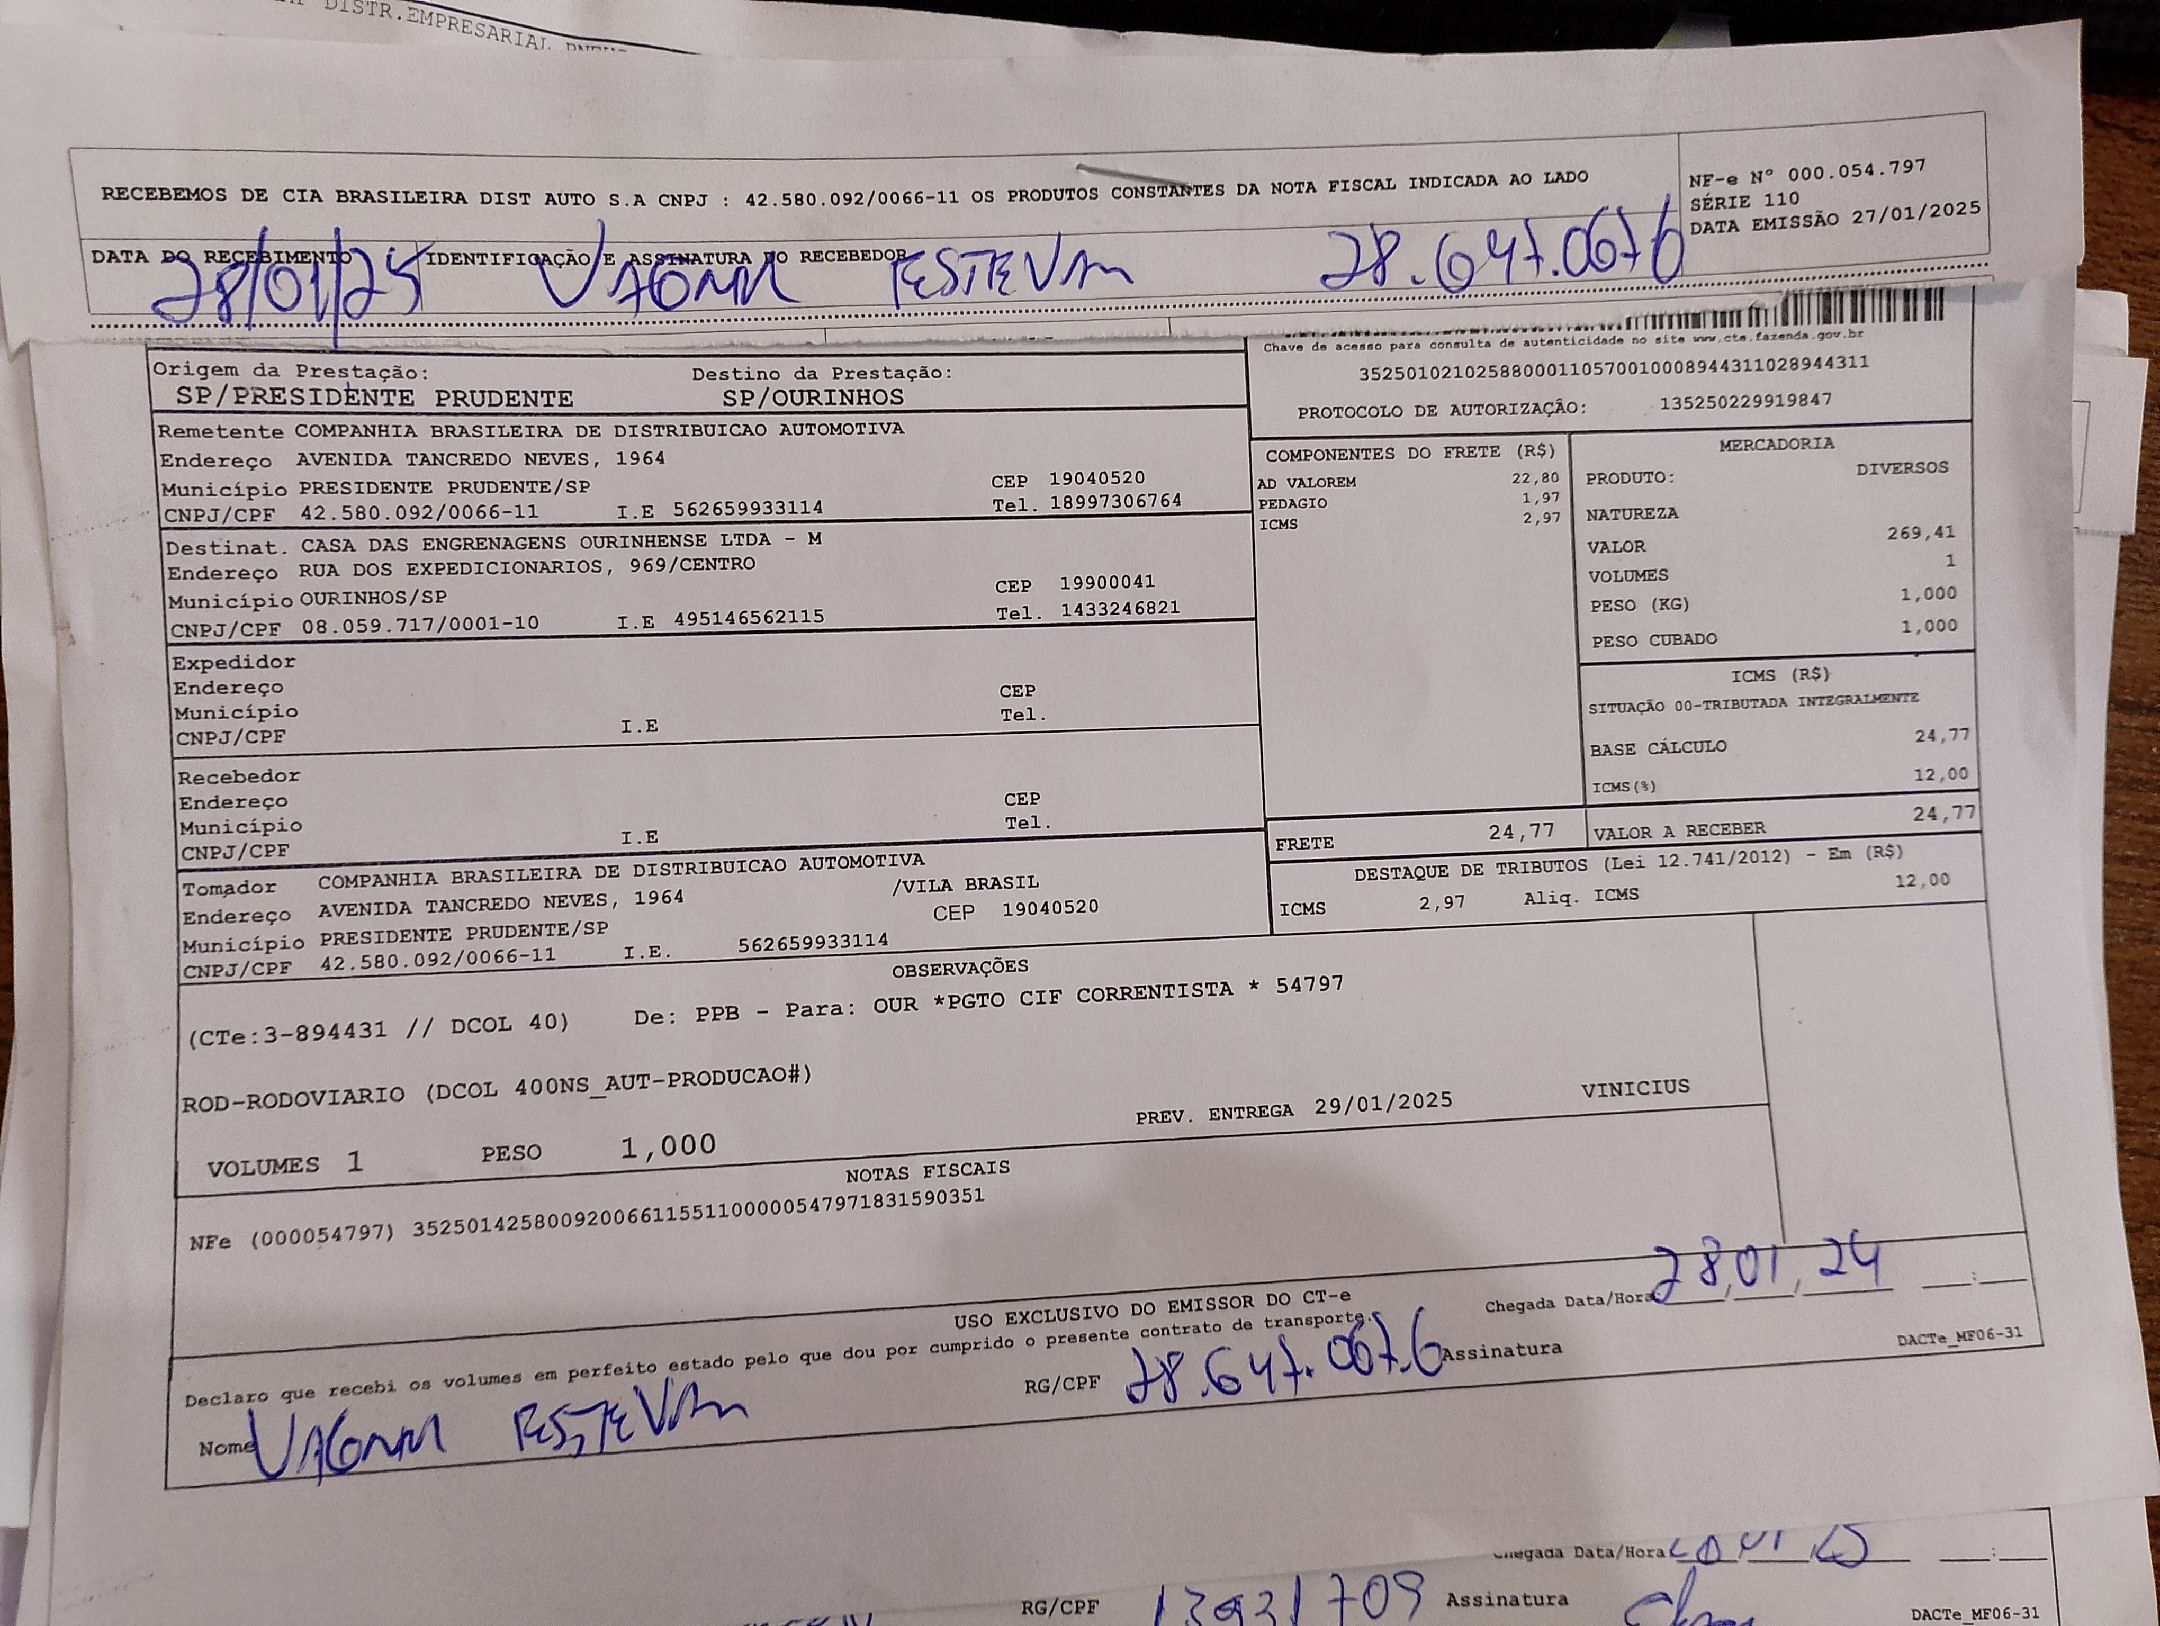 DISTR.EMPRESARIAL
RECEBEMOS DE CIA BRASILEIRA DIST AUTO S.A CNPJ : 42.580.092/0066-11 OS PRODUTOS CONSTANTES DA NOTA FISCAL INDICADA AO LADO
NF-e Nº 000.054.797
SÉRIE 110
DATA EMISSÃO 27/01/2025
DATA DO RECEBIMENTO IDENTIFICAÇÃO E ASSINATURA DO RECEBEDOR
28/01/25 VAGNER ESTEVAM 28.647.0676
Chave de acesso para consulta de autenticidade no site www.cte.fazenda.gov.br
35250102102588000110570010008944311028944311
PROTOCOLO DE AUTORIZAÇÃO: 135250229919847
Origem da Prestação: Destino da Prestação:
SP/PRESIDENTE PRUDENTE SP/OURINHOS
Remetente COMPANHIA BRASILEIRA DE DISTRIBUICAO AUTOMOTIVA
Endereço AVENIDA TANCREDO NEVES, 1964
Município PRESIDENTE PRUDENTE/SP CEP 19040520
CNPJ/CPF 42.580.092/0066-11 I.E 562659933114 Tel. 18997306764
Destinat. CASA DAS ENGRENAGENS OURINHENSE LTDA - M
Endereço RUA DOS EXPEDICIONARIOS, 969/CENTRO
Município OURINHOS/SP CEP 19900041
CNPJ/CPF 08.059.717/0001-10 I.E 495146562115 Tel. 1433246821
Expedidor
Endereço
Município CEP
CNPJ/CPF I.E Tel.
Recebedor
Endereço CEP
Município Tel.
CNPJ/CPF I.E
Tomador COMPANHIA BRASILEIRA DE DISTRIBUICAO AUTOMOTIVA
Endereço AVENIDA TANCREDO NEVES, 1964 /VILA BRASIL
Município PRESIDENTE PRUDENTE/SP CEP 19040520
CNPJ/CPF 42.580.092/0066-11 I.E. 562659933114
COMPONENTES DO FRETE (R$)
AD VALOREM 22,80
PEDAGIO 1,97
ICMS 2,97
MERCADORIA
PRODUTO: DIVERSOS
NATUREZA
VALOR 269,41
VOLUMES 1
PESO (KG) 1,000
PESO CUBADO 1,000
ICMS (R$)
SITUAÇÃO 00-TRIBUTADA INTEGRALMENTE
BASE CÁLCULO 24,77
ICMS(%) 12,00
FRETE 24,77 VALOR A RECEBER 24,77
DESTAQUE DE TRIBUTOS (Lei 12.741/2012) - Em (R$)
ICMS 2,97 Aliq. ICMS 12,00
OBSERVAÇÕES
(CTe:3-894431 // DCOL 40) De: PPB - Para: OUR *PGTO CIF CORRENTISTA * 54797
ROD-RODOVIARIO (DCOL 400NS_AUT-PRODUCAO#)
PREV. ENTREGA 29/01/2025 VINICIUS
VOLUMES 1 PESO 1,000
NOTAS FISCAIS
NFe (000054797) 35250142580092006611551100000547971831590351
USO EXCLUSIVO DO EMISSOR DO CT-e
Chegada Data/Hora 28,01,24 __:__
Declaro que recebi os volumes em perfeito estado pelo que dou por cumprido o presente contrato de transporte.
Nome VAGNER ESTEVAM RG/CPF 28.647.067.6 Assinatura
DACTe_MF06-31
Chegada Data/Hora
RG/CPF 13931709 Assinatura
DACTe_MF06-31